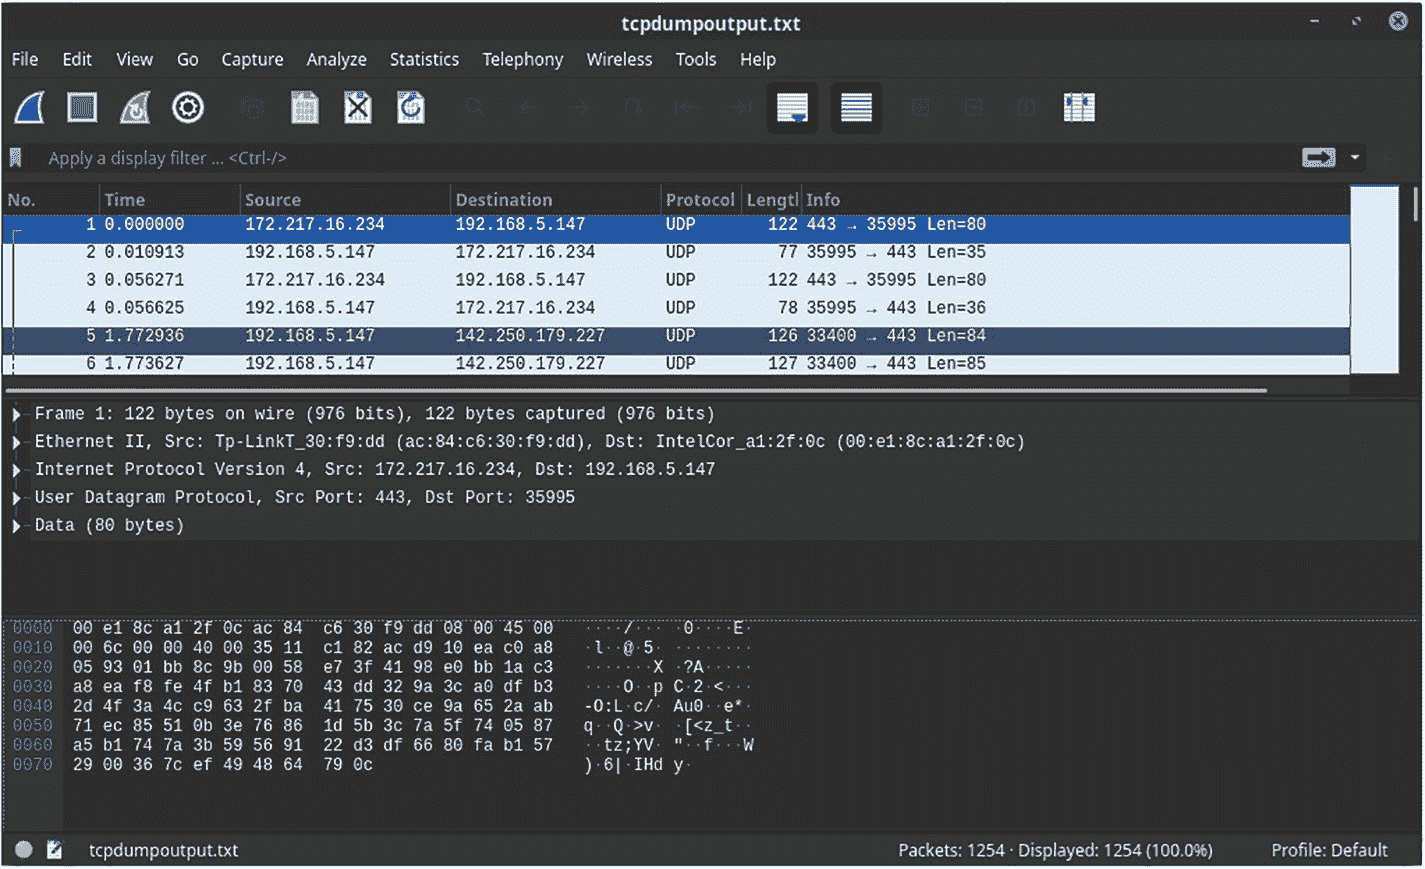 tcpdumpoutput.txt
File Edit View Go Capture Analyze Statistics Telephony Wireless Tools Help
Apply a display filter ... <Ctrl-/>
No. Time Source Destination Protocol Lengtl Info
1 0.000000 172.217.16.234 192.168.5.147 UDP 122 443 → 35995 Len=80
2 0.010913 192.168.5.147 172.217.16.234 UDP 77 35995 → 443 Len=35
3 0.056271 172.217.16.234 192.168.5.147 UDP 122 443 → 35995 Len=80
4 0.056625 192.168.5.147 172.217.16.234 UDP 78 35995 → 443 Len=36
5 1.772936 192.168.5.147 142.250.179.227 UDP 126 33400 → 443 Len=84
6 1.773627 192.168.5.147 142.250.179.227 UDP 127 33400 → 443 Len=85
Frame 1: 122 bytes on wire (976 bits), 122 bytes captured (976 bits)
Ethernet II, Src: Tp-LinkT_30:f9:dd (ac:84:c6:30:f9:dd), Dst: IntelCor_a1:2f:0c (00:e1:8c:a1:2f:0c)
Internet Protocol Version 4, Src: 172.217.16.234, Dst: 192.168.5.147
User Datagram Protocol, Src Port: 443, Dst Port: 35995
Data (80 bytes)
0000 00 e1 8c a1 2f 0c ac 84 c6 30 f9 dd 08 00 45 00 ····/··· ·0····E·
0010 00 6c 00 00 40 00 35 11 c1 82 ac d9 10 ea c0 a8 ·l··@·5· ········
0020 05 93 01 bb 8c 9b 00 58 e7 3f 41 98 e0 bb 1a c3 ·······X ·?A·····
0030 a8 ea f8 fe 4f b1 83 70 43 dd 32 9a 3c a0 df b3 ····O··p C·2·<···
0040 2d 4f 3a 4c c9 63 2f ba 41 75 30 ce 9a 65 2a ab -O:L·c/· Au0··e*·
0050 71 ec 85 51 0b 3e 76 86 1d 5b 3c 7a 5f 74 05 87 q··Q·>v· ·[<z_t··
0060 a5 b1 74 7a 3b 59 56 91 22 d3 df 66 80 fa b1 57 ··tz;YV· "··f···W
0070 29 00 36 7c ef 49 48 64 79 0c )·6|·IHd y·
tcpdumpoutput.txt Packets: 1254 · Displayed: 1254 (100.0%) Profile: Default